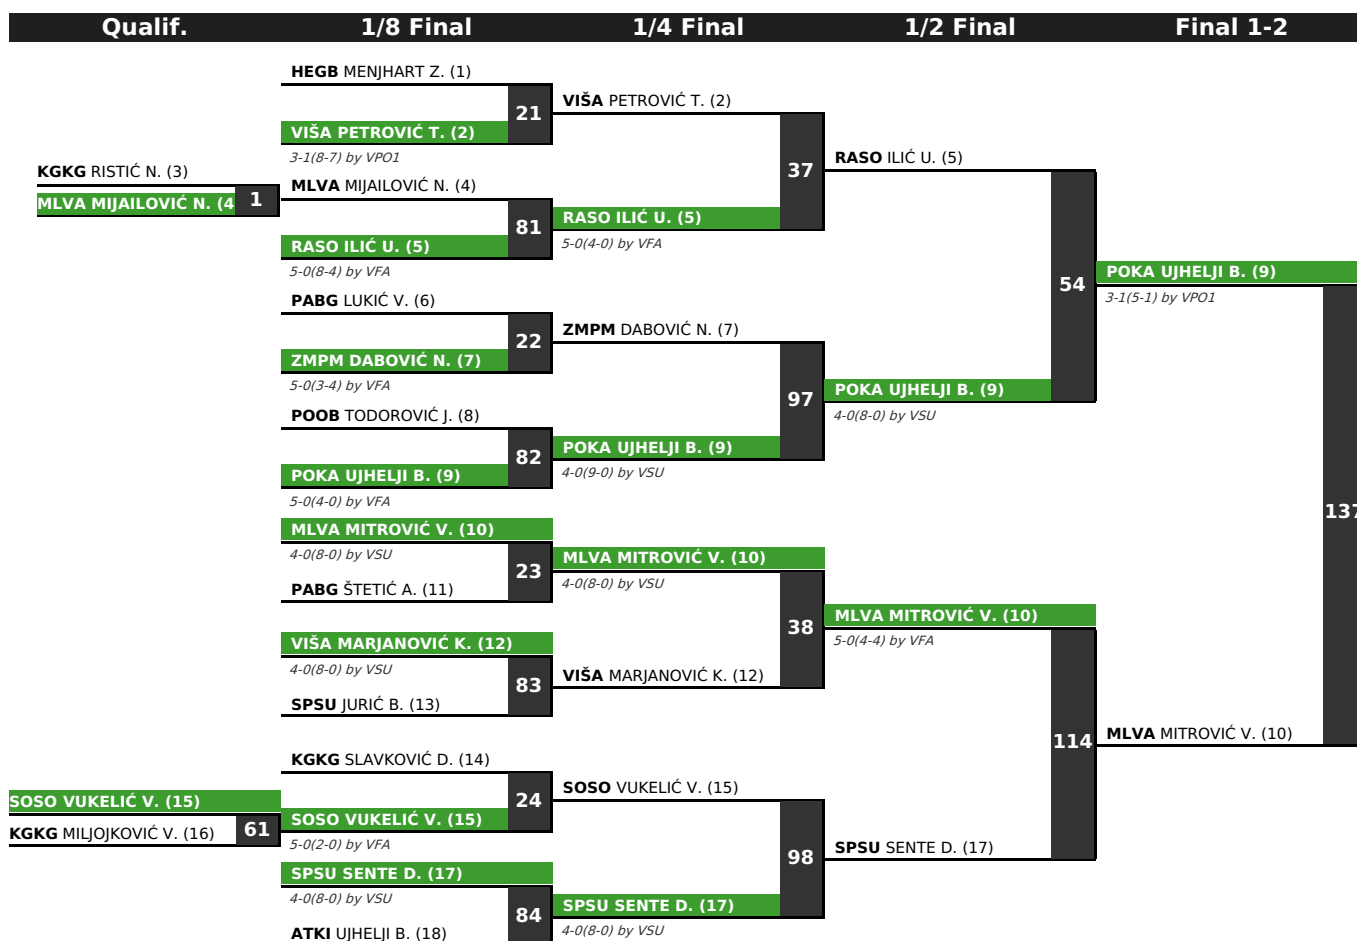 Qualif.
1/8 Final
1/4 Final
1/2 Final
Final 1-2
KGKG RISTIĆ N. (3)
MLVA MIJAILOVIĆ N. (4
1
SOSO VUKELIĆ V. (15)
KGKG MILJOJKOVIĆ V. (16)
61
HEGB MENJHART Z. (1)
21
VIŠA PETROVIĆ T. (2)
3-1(8-7) by VPO1
MLVA MIJAILOVIĆ N. (4)
81
RASO ILIĆ U. (5)
5-0(8-4) by VFA
PABG LUKIĆ V. (6)
22
ZMPM DABOVIĆ N. (7)
5-0(3-4) by VFA
POOB TODOROVIĆ J. (8)
82
POKA UJHELJI B. (9)
5-0(4-0) by VFA
MLVA MITROVIĆ V. (10)
4-0(8-0) by VSU
23
PABG ŠTETIĆ A. (11)
VIŠA MARJANOVIĆ K. (12)
4-0(8-0) by VSU
83
SPSU JURIĆ B. (13)
KGKG SLAVKOVIĆ D. (14)
24
SOSO VUKELIĆ V. (15)
5-0(2-0) by VFA
SPSU SENTE D. (17)
4-0(8-0) by VSU
84
ATKI UJHELJI B. (18)
VIŠA PETROVIĆ T. (2)
37
RASO ILIĆ U. (5)
5-0(4-0) by VFA
ZMPM DABOVIĆ N. (7)
97
POKA UJHELJI B. (9)
4-0(9-0) by VSU
MLVA MITROVIĆ V. (10)
4-0(8-0) by VSU
38
VIŠA MARJANOVIĆ K. (12)
SOSO VUKELIĆ V. (15)
98
SPSU SENTE D. (17)
4-0(8-0) by VSU
RASO ILIĆ U. (5)
54
POKA UJHELJI B. (9)
4-0(8-0) by VSU
MLVA MITROVIĆ V. (10)
5-0(4-4) by VFA
114
SPSU SENTE D. (17)
POKA UJHELJI B. (9)
3-1(5-1) by VPO1
137
MLVA MITROVIĆ V. (10)